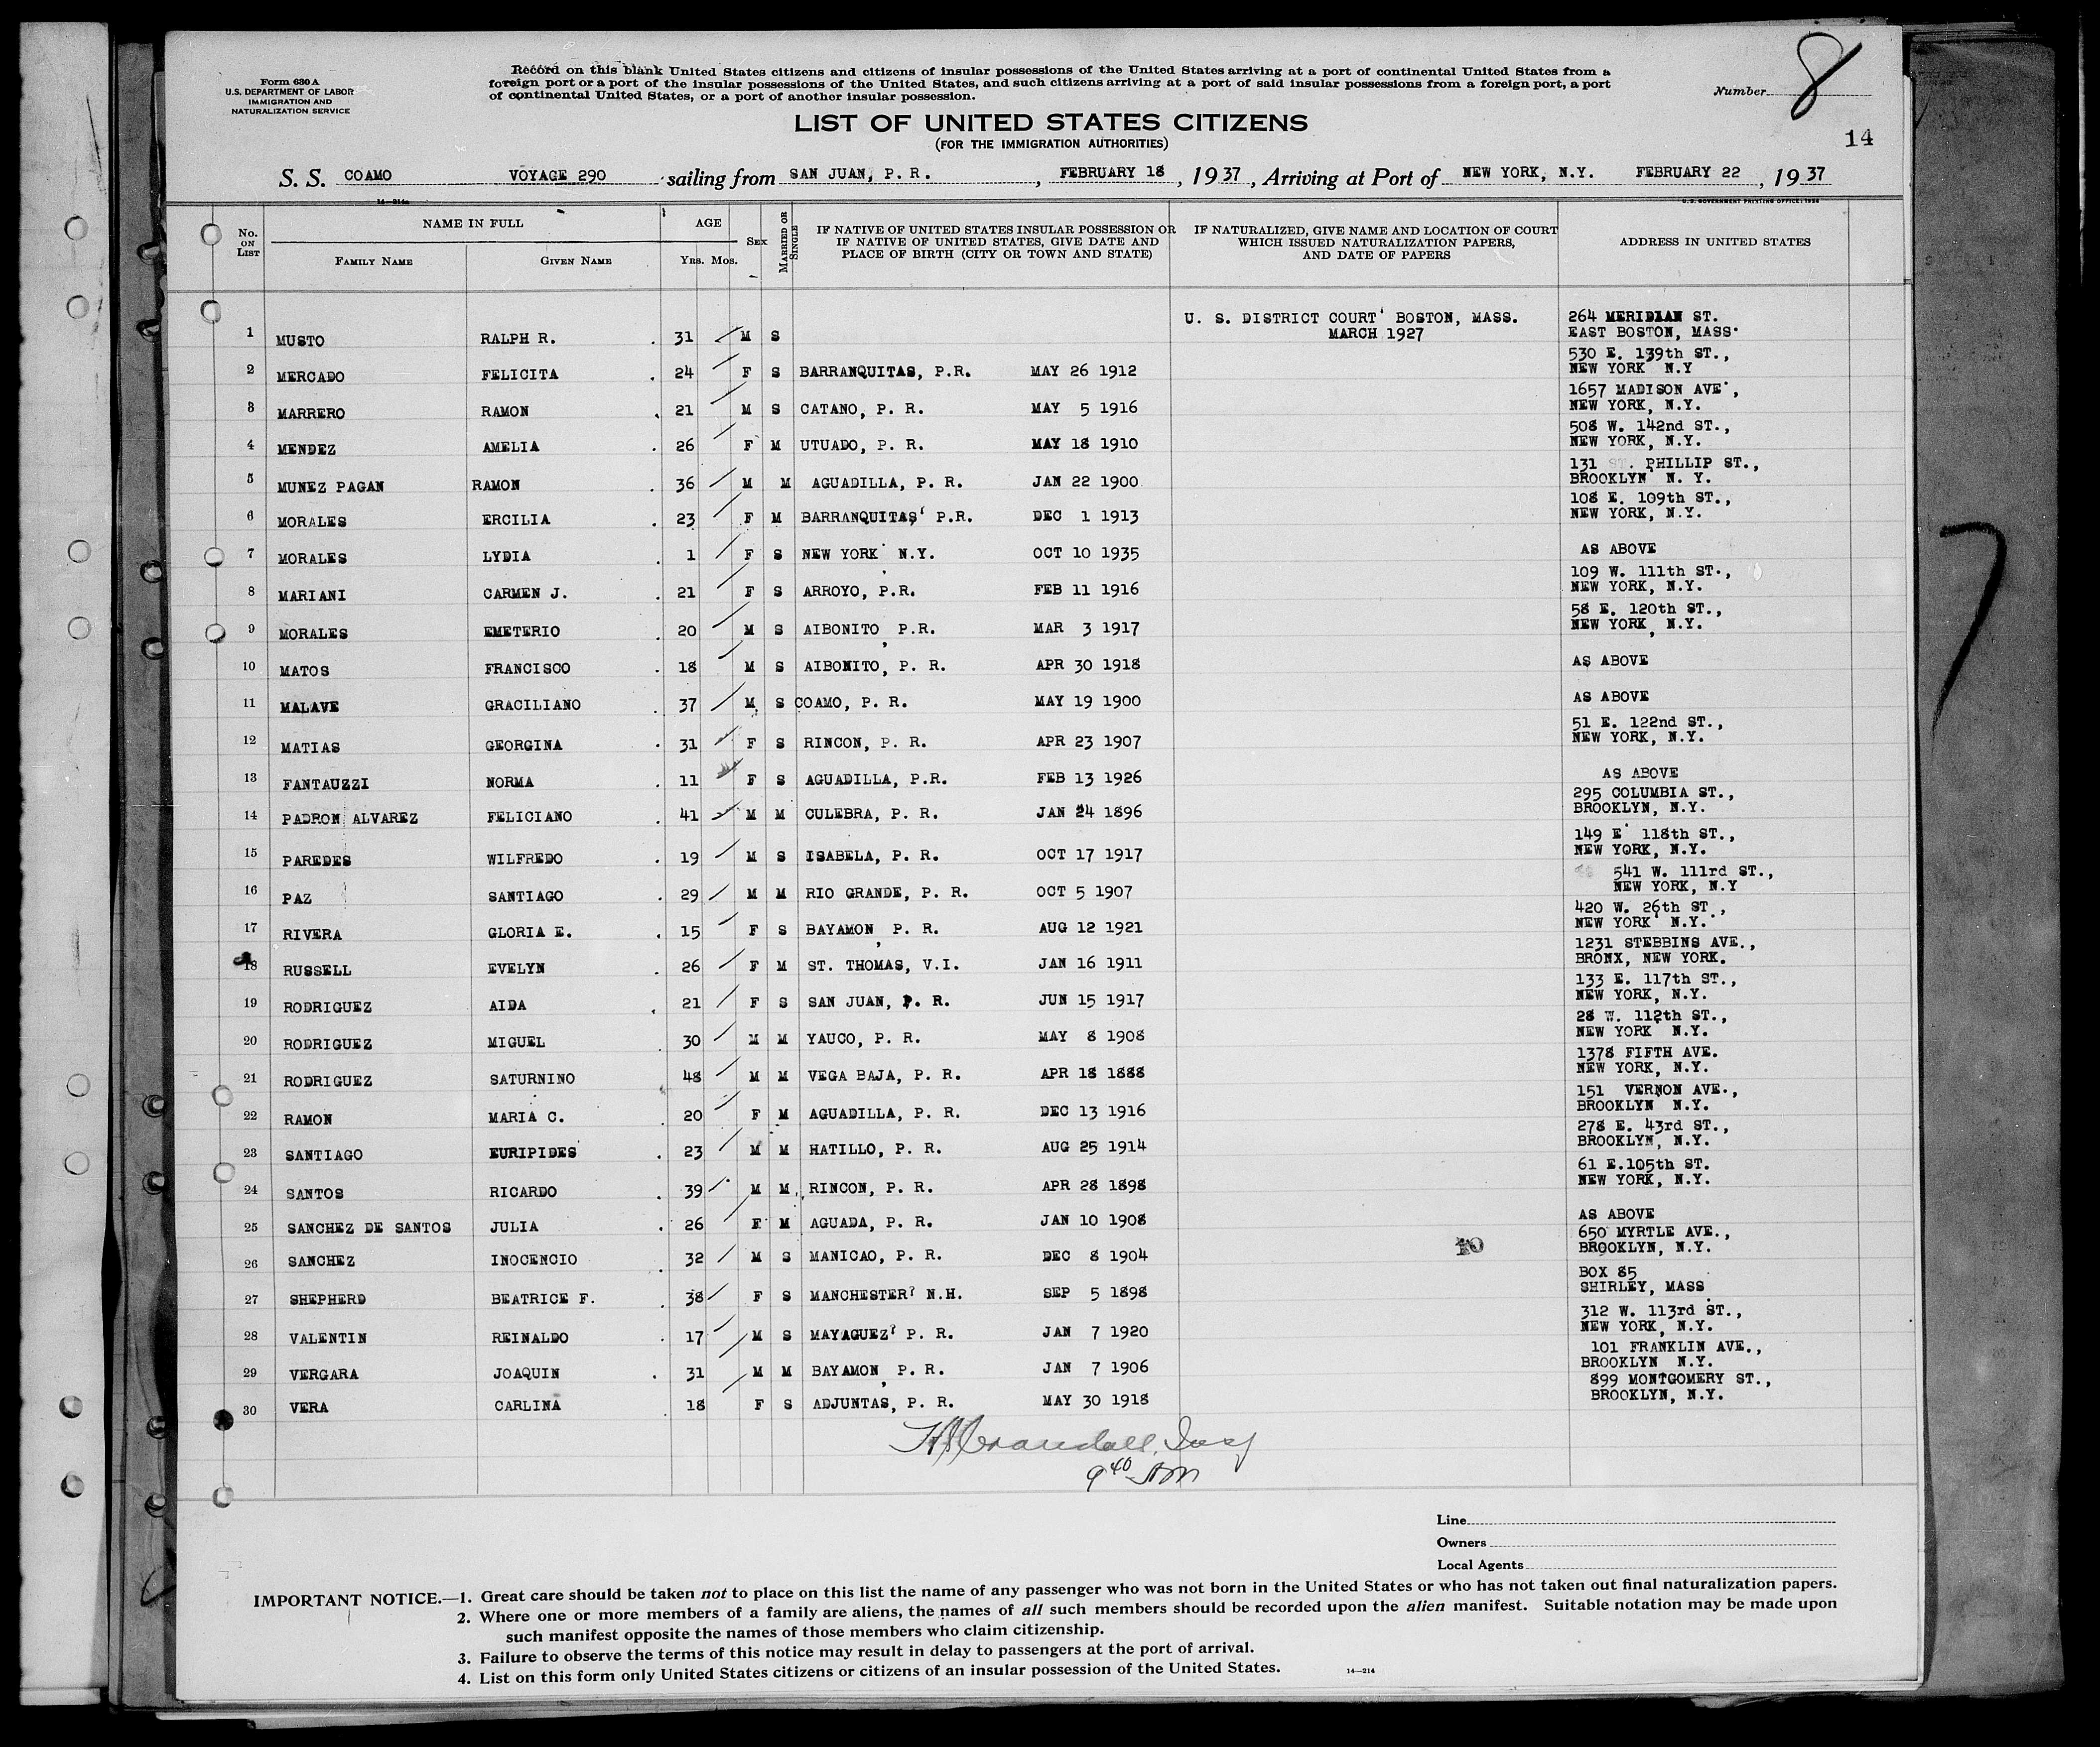 Form 630 A
U.S. DEPARTMENT OF LABOR
IMMIGRATION AND
NATURALIZATION SERVICE
Record on this blank United States citizens and citizens of insular possessions of the United States arriving at a port of continental United States from a
foreign port or a port of the insular possessions of the United States, and such citizens arriving at a port of said insular possessions from a foreign port, a port
of continental United States, or a port of another insular possession.
Number 8
LIST OF UNITED STATES CITIZENS
(FOR THE IMMIGRATION AUTHORITIES)
14
S. S. COAMO VOYAGE 290 sailing from SAN JUAN, P. R. , FEBRUARY 18 , 1937 , Arriving at Port of NEW YORK, N.Y. FEBRUARY 22 , 1937
14—214a U.S. GOVERNMENT PRINTING OFFICE: 1936
No. ON LIST NAME IN FULL FAMILY NAME GIVEN NAME AGE YRS. MOS. SEX MARRIED OR SINGLE IF NATIVE OF UNITED STATES INSULAR POSSESSION OR IF NATIVE OF UNITED STATES, GIVE DATE AND PLACE OF BIRTH (CITY OR TOWN AND STATE) IF NATURALIZED, GIVE NAME AND LOCATION OF COURT WHICH ISSUED NATURALIZATION PAPERS, AND DATE OF PAPERS ADDRESS IN UNITED STATES
1 MUSTO RALPH R. 31 M S U. S. DISTRICT COURT' BOSTON, MASS. MARCH 1927 264 MERIDIAN ST. EAST BOSTON, MASS.
2 MERCADO FELICITA 24 F S BARRANQUITAS, P.R. MAY 26 1912 530 E. 139th ST., NEW YORK N.Y
3 MARRERO RAMON 21 M S CATANO, P. R. MAY 5 1916 1657 MADISON AVE', NEW YORK, N.Y.
4 MENDEZ AMELIA 26 F M UTUADO, P. R. MAY 18 1910 508 W. 142nd ST., NEW YORK, N.Y.
5 MUNEZ PAGAN RAMON 36 M M AGUADILLA, P. R. JAN 22 1900 131 ST. PHILLIP ST., BROOKLYN' N. Y.
6 MORALES ERCILIA 23 F M BARRANQUITAS' P.R. DEC 1 1913 108 E. 109th ST., NEW YORK, N.Y.
7 MORALES LYDIA 1 F S NEW YORK' N.Y. OCT 10 1935 AS ABOVE
8 MARIANI CARMEN J. 21 F S ARROYO, P.R. FEB 11 1916 109 W. 111th ST., NEW YORK, N.Y.
9 MORALES EMETERIO 20 M S AIBONITO, P.R. MAR 3 1917 58 E. 120th ST., NEW YORK, N.Y.
10 MATOS FRANCISCO 18 M S AIBONITO, P. R. APR 30 1918 AS ABOVE
11 MALAVE GRACILIANO 37 M S COAMO, P. R. MAY 19 1900 AS ABOVE
12 MATIAS GEORGINA 31 F S RINCON, P. R. APR 23 1907 51 E. 122nd ST., NEW YORK, N.Y.
13 FANTAUZZI NORMA 11 F S AGUADILLA, P.R. FEB 13 1926 AS ABOVE
14 PADRON ALVAREZ FELICIANO 41 M M CULEBRA, P. R. JAN 24 1896 295 COLUMBIA ST., BROOKLYN, N.Y.
15 PAREDES WILFREDO 19 M S ISABELA, P. R. OCT 17 1917 149 E' 118th ST., NEW YORK, N.Y.
16 PAZ SANTIAGO 29 M M RIO GRANDE, P. R. OCT 5 1907 541 W. 111rd ST., NEW YORK, N.Y
17 RIVERA GLORIA E. 15 F S BAYAMON, P. R. AUG 12 1921 420 W. 26th ST, NEW YORK' N.Y.
18 RUSSELL EVELYN 26 F M ST. THOMAS, V.I. JAN 16 1911 1231 STEBBINS AVE., BRONX, NEW YORK.
19 RODRIGUEZ AIDA 21 F S SAN JUAN, P. R. JUN 15 1917 133 E. 117th ST., NEW YORK, N.Y.
20 RODRIGUEZ MIGUEL 30 M M YAUCO, P. R. MAY 8 1908 28 W. 112th ST., NEW YORK N.Y.
21 RODRIGUEZ SATURNINO 48 M M VEGA BAJA, P. R. APR 18 1888 1378 FIFTH AVE. NEW YORK, N.Y.
22 RAMON MARIA C. 20 F M AGUADILLA, P. R. DEC 13 1916 151 VERNON AVE., BROOKLYN N.Y.
23 SANTIAGO EURIPIDES 23 M M HATILLO, P. R. AUG 25 1914 278 E. 43rd ST., BROOKLYN, N.Y.
24 SANTOS RICARDO 39 M M RINCON, P. R. APR 28 1898 61 E.105th ST. NEW YORK, N.Y.
25 SANCHEZ DE SANTOS JULIA 26 F M AGUADA, P. R. JAN 10 1908 AS ABOVE
26 SANCHEZ INOCENCIO 32 M S MANICAO, P. R. DEC 8 1904 10 650 MYRTLE AVE., BROOKLYN, N.Y.
27 SHEPHERD BEATRICE F. 38 F S MANCHESTER, N.H. SEP 5 1898 BOX 85 SHIRLEY, MASS
28 VALENTIN REINALDO 17 M S MAYAGUEZ, P. R. JAN 7 1920 312 W. 113rd ST., NEW YORK, N.Y.
29 VERGARA JOAQUIN 31 M M BAYAMON, P. R. JAN 7 1906 101 FRANKLIN AVE., BROOKLYN N.Y.
30 VERA CARLINA 18 F S ADJUNTAS, P. R. MAY 30 1918 899 MONTGOMERY ST., BROOKLYN, N.Y.
Crandall, Insp
9 40 AM
7
Line
Owners
Local Agents
IMPORTANT NOTICE.—1. Great care should be taken not to place on this list the name of any passenger who was not born in the United States or who has not taken out final naturalization papers.
2. Where one or more members of a family are aliens, the names of all such members should be recorded upon the alien manifest. Suitable notation may be made upon
such manifest opposite the names of those members who claim citizenship.
3. Failure to observe the terms of this notice may result in delay to passengers at the port of arrival.
4. List on this form only United States citizens or citizens of an insular possession of the United States.
14—214